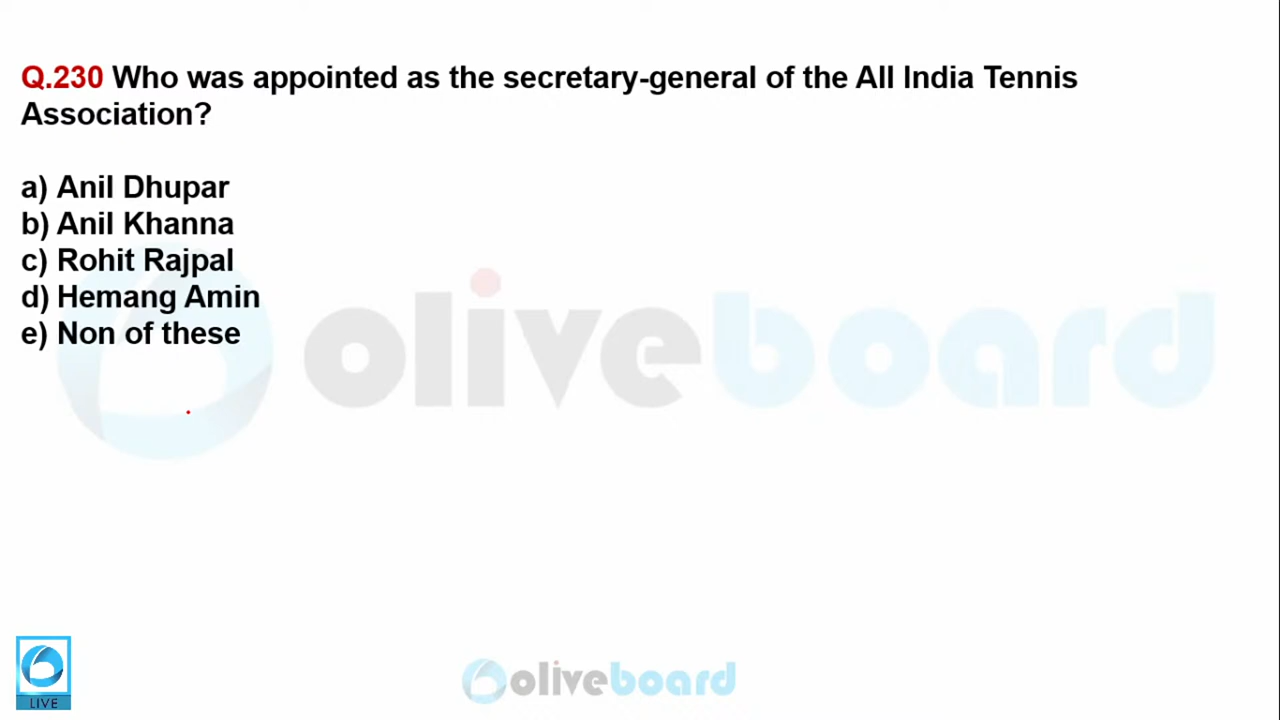 Q.230 Who was appointed as the secretary-general of the All India Tennis
Association?
a) Anil Dhupar
b) Anil Khanna
c) Rohit Rajpal
d) Hemang Amin
e) Non of these
oliveboard
LIVE
oliveboard